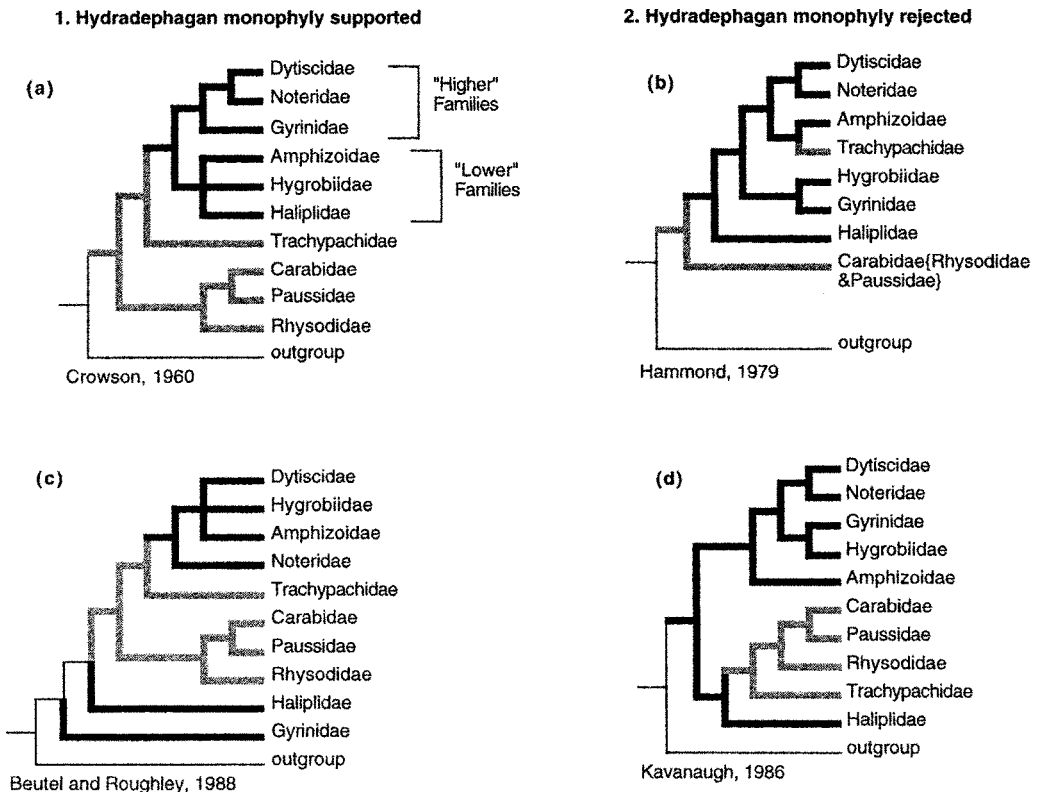 1. Hydradephagan monophyly supported
2. Hydradephagan monophyly rejected
(a)
Dytiscidae
Noteridae
Gyrinidae
Amphizoidae
Hygrobiidae
Haliplidae
Trachypachidae
Carabidae
Paussidae
Rhysodidae
outgroup
"Higher"
Families
"Lower"
Families
Crowson, 1960
(b)
Dytiscidae
Noteridae
Amphizoidae
Trachypachidae
Hygrobiidae
Gyrinidae
Haliplidae
Carabidae{Rhysodidae
&Paussidae}
outgroup
Hammond, 1979
(c)
Dytiscidae
Hygrobiidae
Amphizoidae
Noteridae
Trachypachidae
Carabidae
Paussidae
Rhysodidae
Haliplidae
Gyrinidae
outgroup
Beutel and Roughley, 1988
(d)
Dytiscidae
Noteridae
Gyrinidae
Hygrobiidae
Amphizoidae
Carabidae
Paussidae
Rhysodidae
Trachypachidae
Haliplidae
outgroup
Kavanaugh, 1986